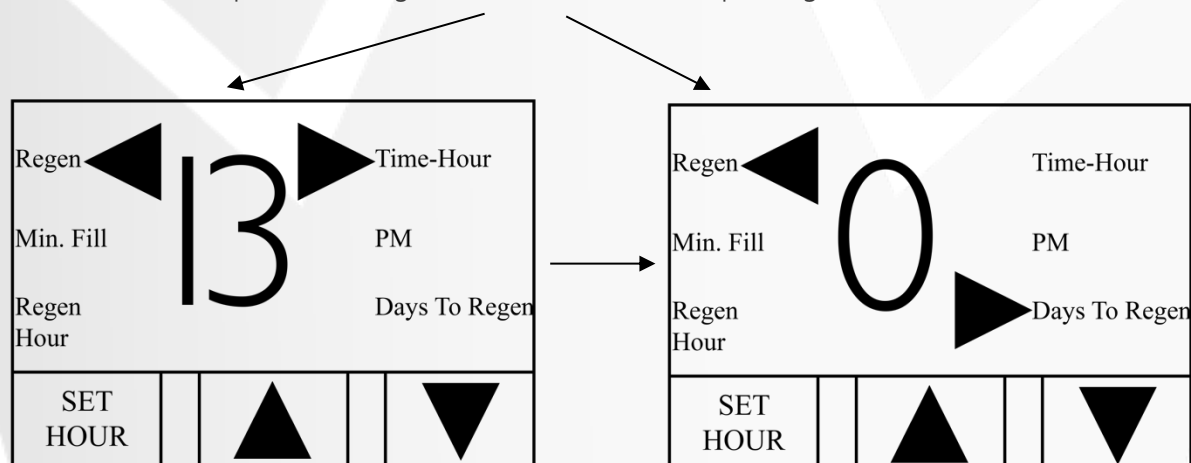 Regen 13 Time-Hour
Min. Fill PM
Regen Days To Regen
Hour
SET
HOUR
Regen 0 Time-Hour
Min. Fill PM
Regen Days To Regen
Hour
SET
HOUR